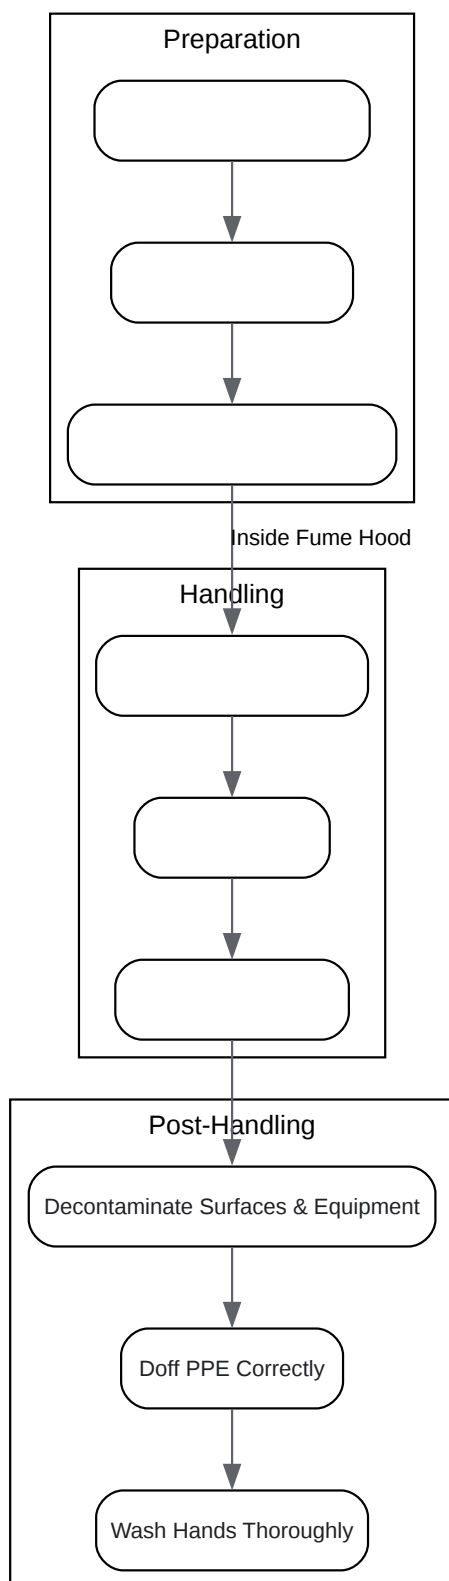 Preparation
Inside Fume Hood
Handling
Post-Handling
Decontaminate Surfaces & Equipment
Doff PPE Correctly
Wash Hands Thoroughly